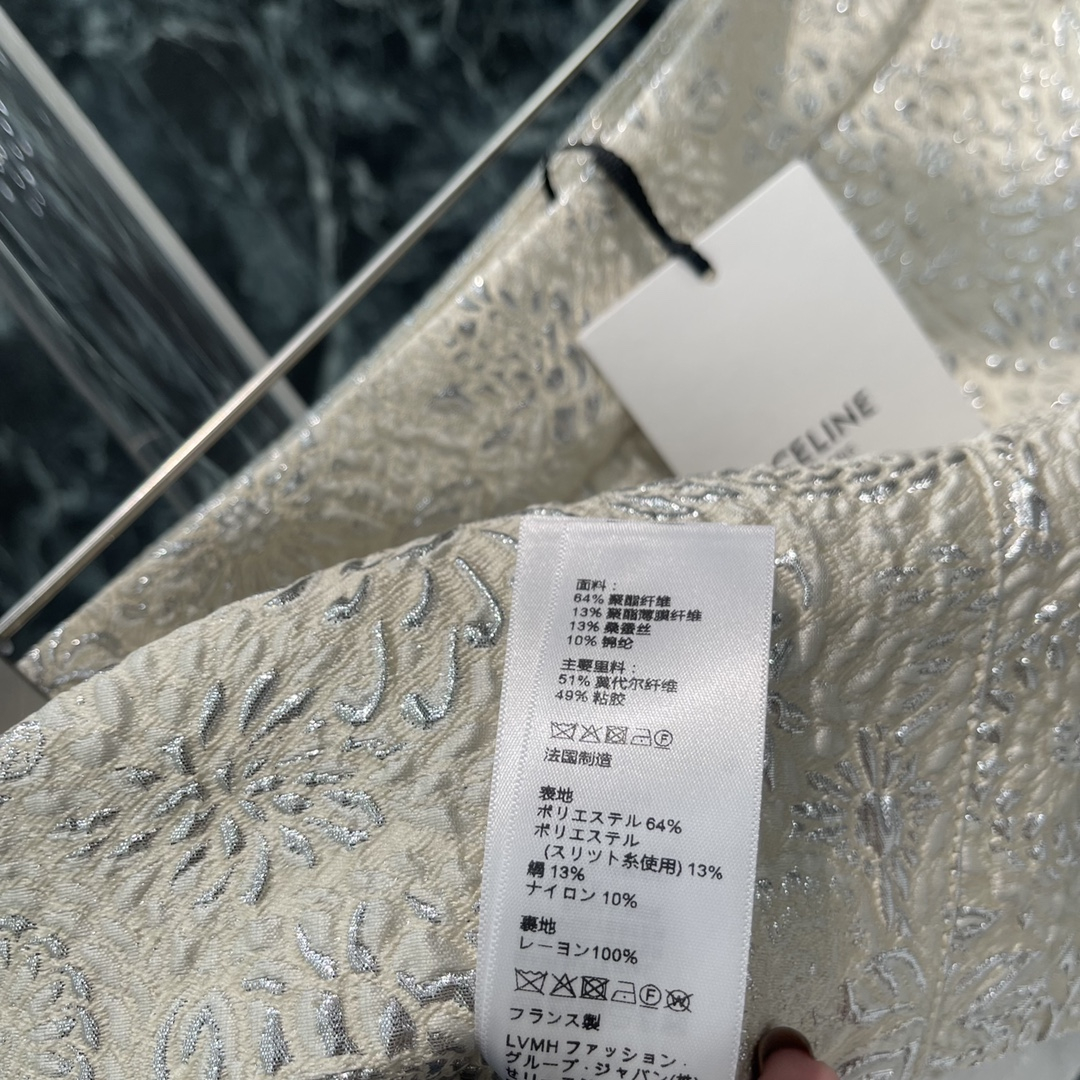 CELINE
面料：
64% 聚酯纤维
13% 聚酯薄膜纤维
13% 桑蚕丝
10% 锦纶
主要里料：
51% 莫代尔纤维
49% 粘胶
F
法国制造
表地
ポリエステル 64%
ポリエステル
(スリット糸使用) 13%
絹 13%
ナイロン 10%
裏地
レーヨン100%
F W
フランス製
LVMH ファッション・
グループ・ジャパン(株)